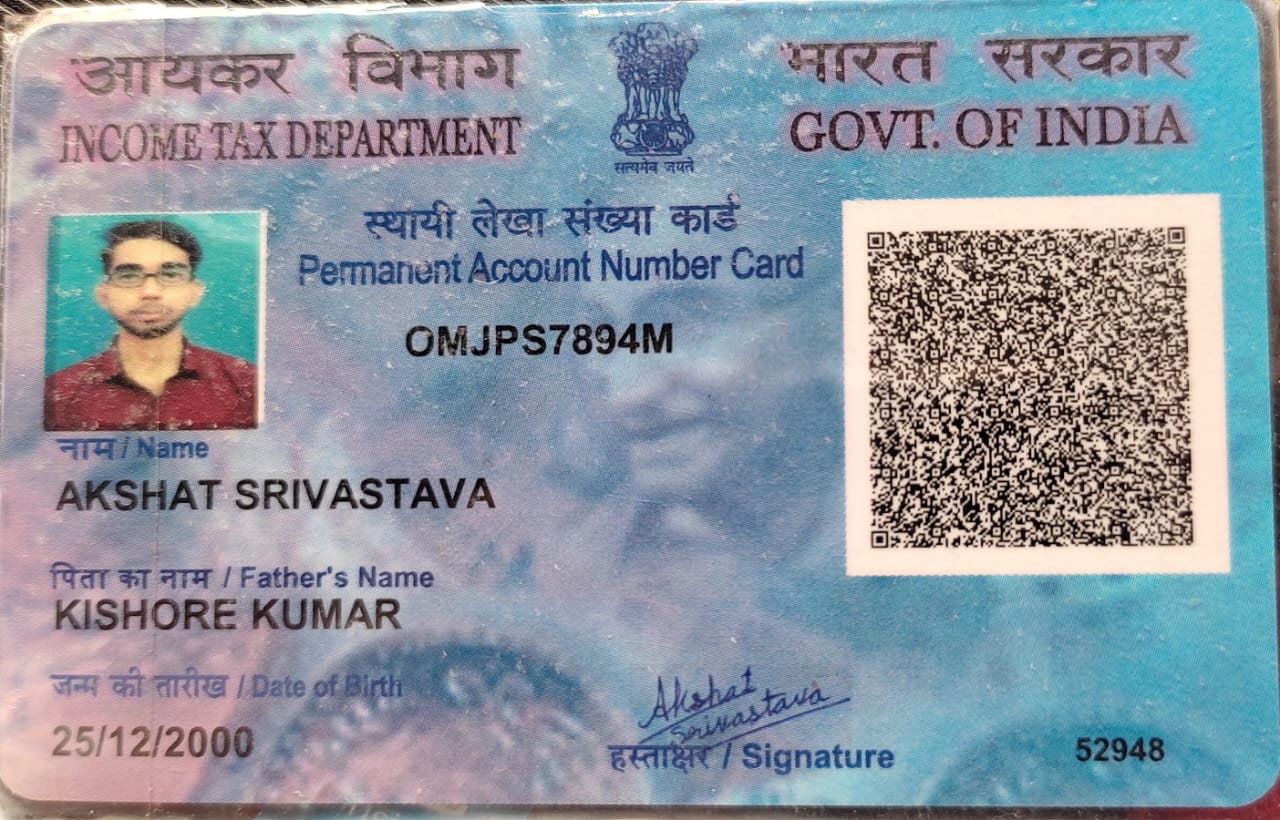 आयकर विभाग
INCOME TAX DEPARTMENT
सत्यमेव जयते
भारत सरकार
GOVT. OF INDIA
स्थायी लेखा संख्या कार्ड
Permanent Account Number Card
OMJPS7894M
नाम / Name
AKSHAT SRIVASTAVA
पिता का नाम / Father's Name
KISHORE KUMAR
जन्म की तारीख / Date of Birth
25/12/2000
Akshat
Srivastava
हस्ताक्षर / Signature
52948